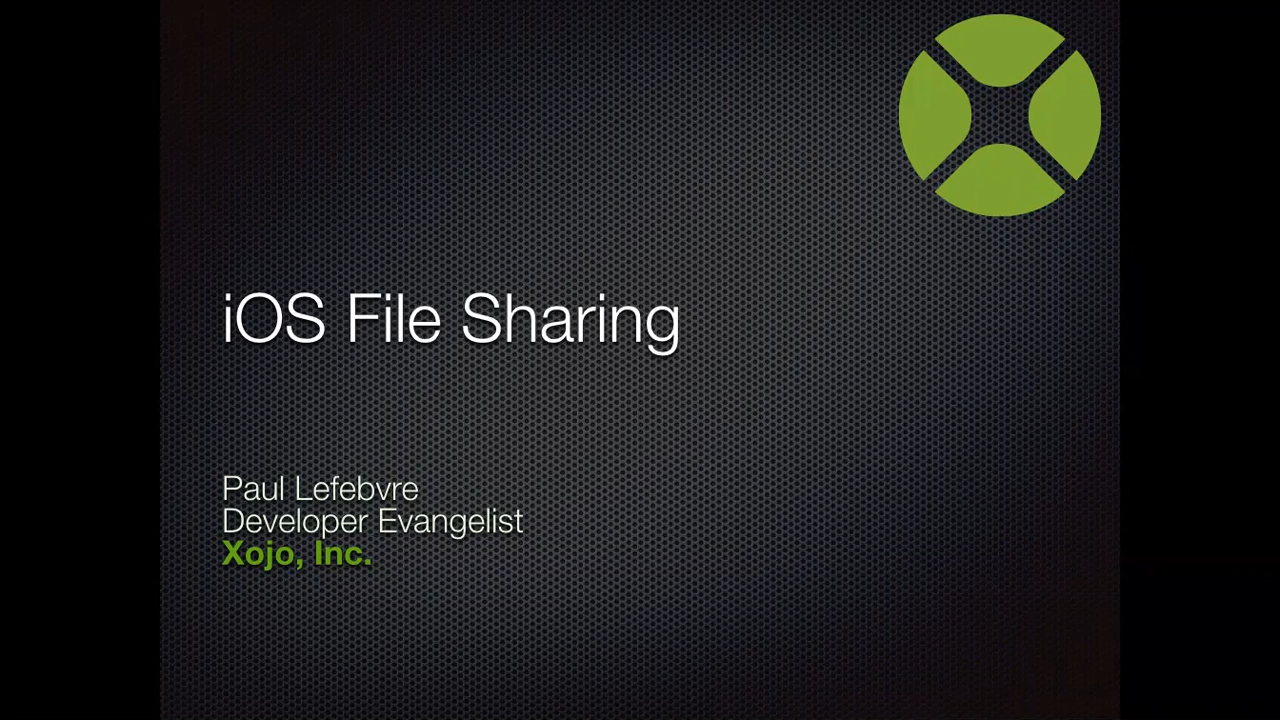 iOS File Sharing
Paul Lefebvre
Developer Evangelist
Xojo, Inc.